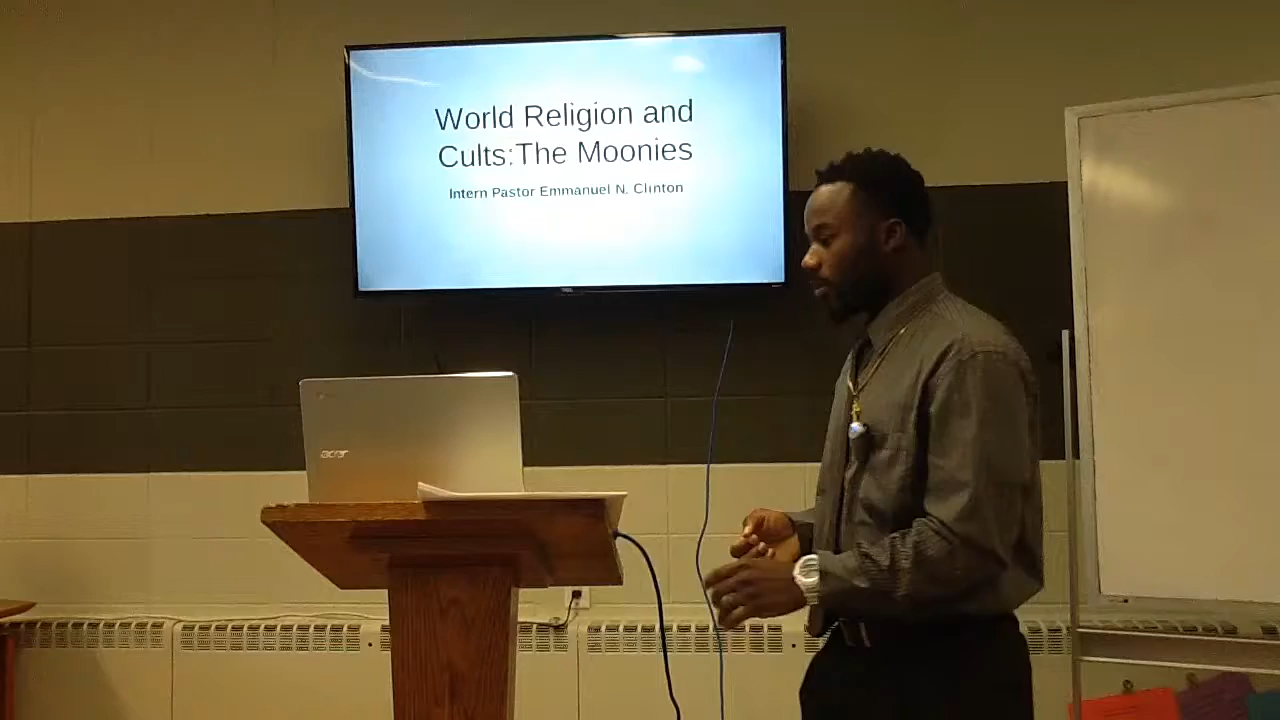 World Religion and
Cults:The Moonies
Intern Pastor Emmanuel N. Clinton
acer